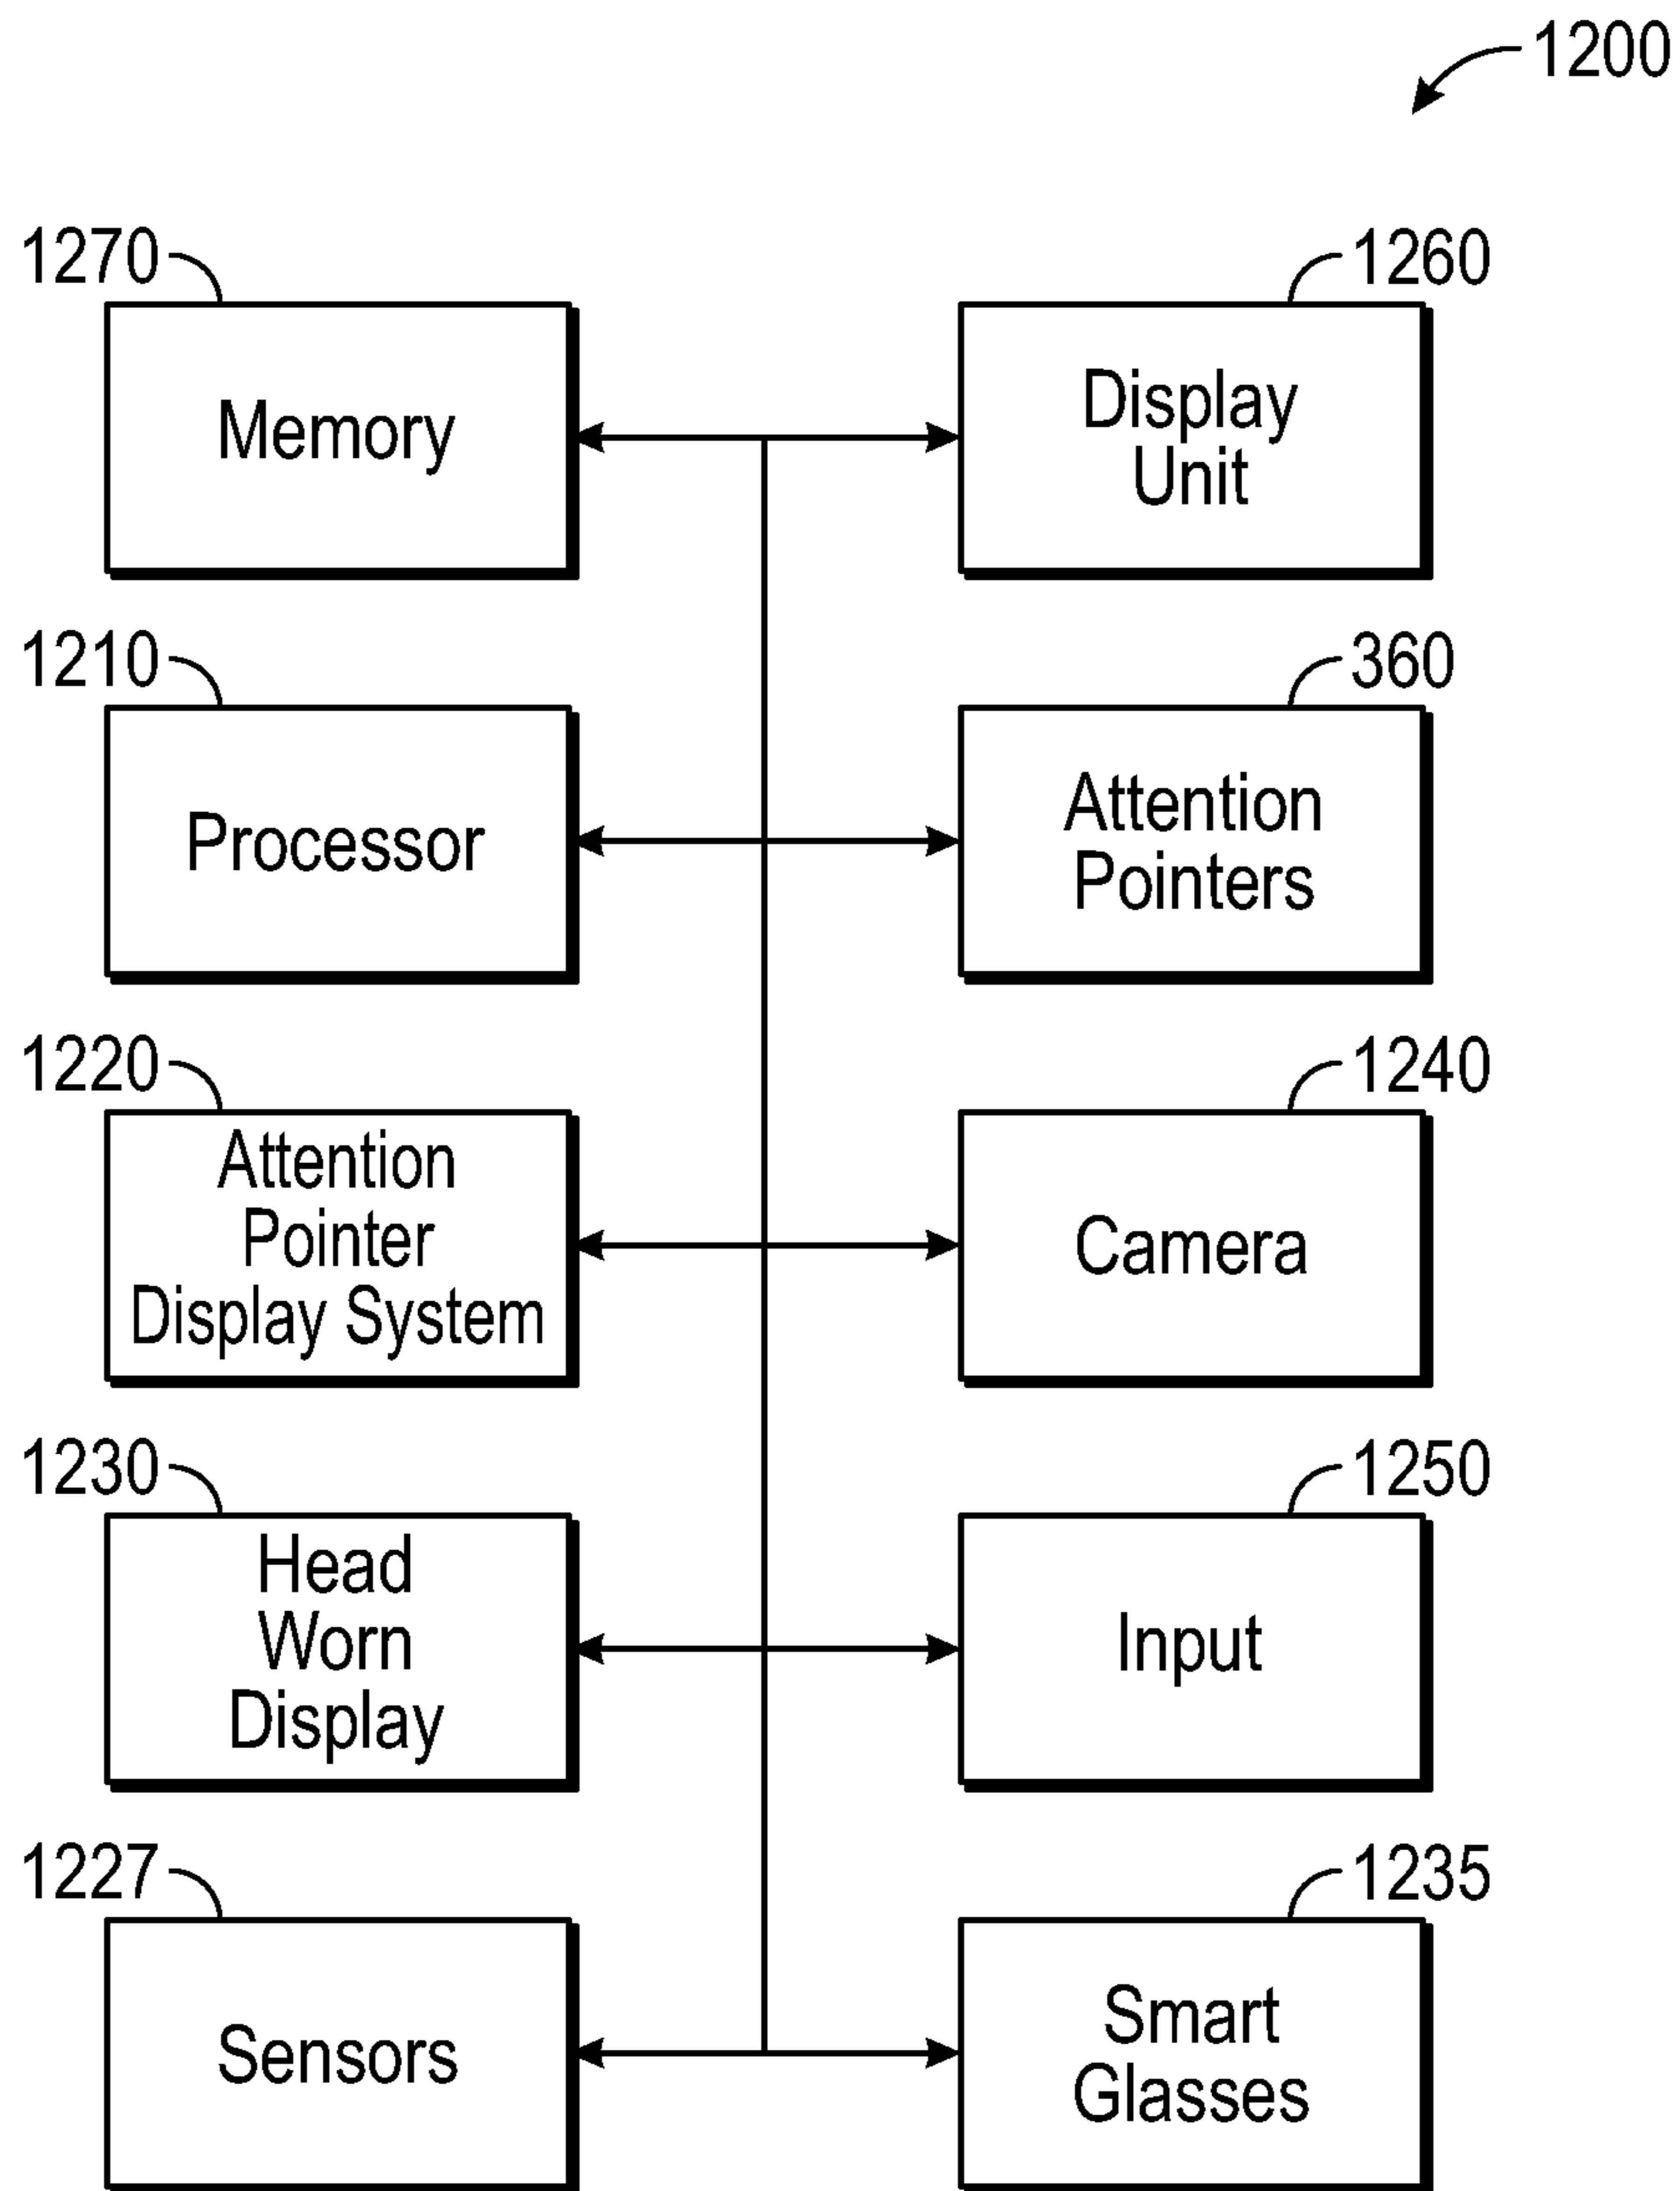 1200
1270
1260
Memory
Display
Unit
1210
360
Processor
Attention
Pointers
1220
1240
Attention
Pointer
Display System
Camera
1230
1250
Head
Worn
Display
Input
1227
1235
Sensors
Smart
Glasses